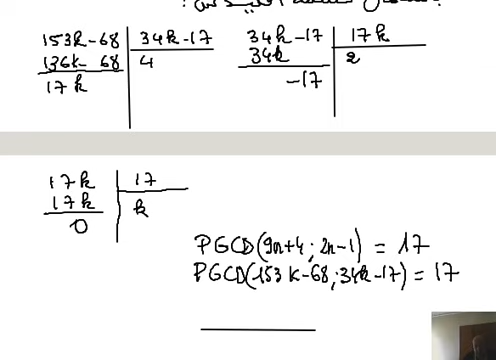 153k-68 | 34k-17
136k 68 | 4
17k
34k-17 | 17k
34k | 2
-17
17k | 17
17k | k
0
PGCD(9n+4; 2n-1) = 17
PGCD(153k-68; 34k-17) = 17